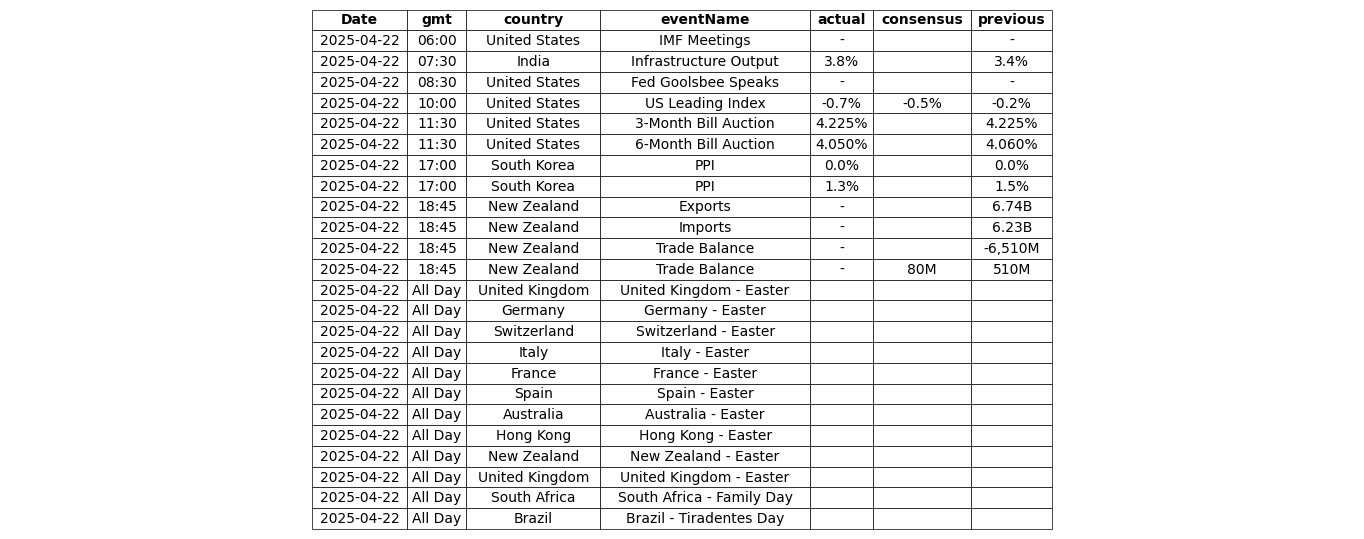 Date gmt country eventName actual consensus previous
2025-04-22 06:00 United States IMF Meetings - -
2025-04-22 07:30 India Infrastructure Output 3.8% 3.4%
2025-04-22 08:30 United States Fed Goolsbee Speaks - -
2025-04-22 10:00 United States US Leading Index -0.7% -0.5% -0.2%
2025-04-22 11:30 United States 3-Month Bill Auction 4.225% 4.225%
2025-04-22 11:30 United States 6-Month Bill Auction 4.050% 4.060%
2025-04-22 17:00 South Korea PPI 0.0% 0.0%
2025-04-22 17:00 South Korea PPI 1.3% 1.5%
2025-04-22 18:45 New Zealand Exports - 6.74B
2025-04-22 18:45 New Zealand Imports - 6.23B
2025-04-22 18:45 New Zealand Trade Balance - -6,510M
2025-04-22 18:45 New Zealand Trade Balance - 80M 510M
2025-04-22 All Day United Kingdom United Kingdom - Easter
2025-04-22 All Day Germany Germany - Easter
2025-04-22 All Day Switzerland Switzerland - Easter
2025-04-22 All Day Italy Italy - Easter
2025-04-22 All Day France France - Easter
2025-04-22 All Day Spain Spain - Easter
2025-04-22 All Day Australia Australia - Easter
2025-04-22 All Day Hong Kong Hong Kong - Easter
2025-04-22 All Day New Zealand New Zealand - Easter
2025-04-22 All Day United Kingdom United Kingdom - Easter
2025-04-22 All Day South Africa South Africa - Family Day
2025-04-22 All Day Brazil Brazil - Tiradentes Day